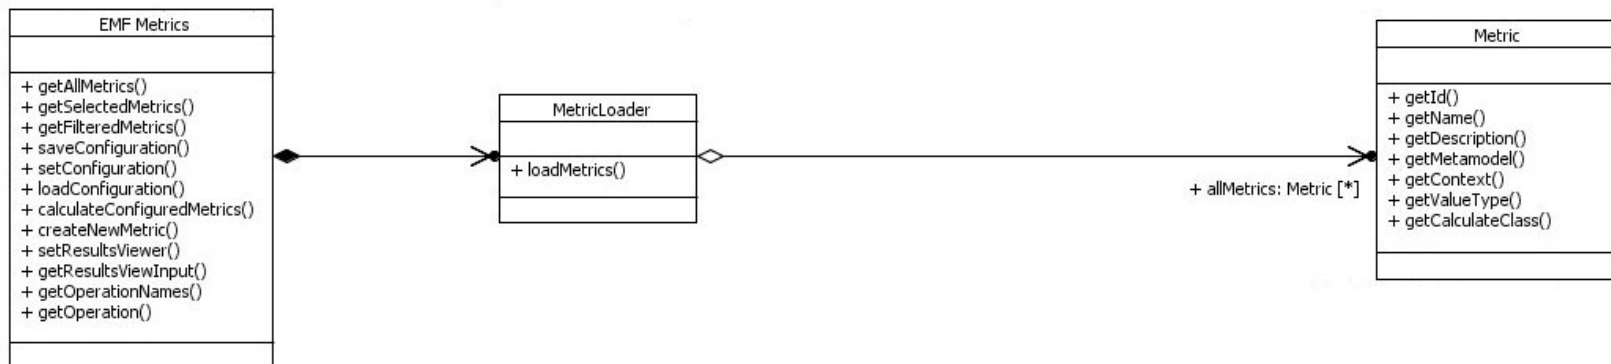 EMF Metrics
+ getAllMetrics()
+ getSelectedMetrics()
+ getFilteredMetrics()
+ saveConfiguration()
+ setConfiguration()
+ loadConfiguration()
+ calculateConfiguredMetrics()
+ createNewMetric()
+ setResultsViewer()
+ getResultsViewInput()
+ getOperationNames()
+ getOperation()
MetricLoader
+ loadMetrics()
+ allMetrics: Metric [*]
Metric
+ getId()
+ getName()
+ getDescription()
+ getMetamodel()
+ getContext()
+ getValueType()
+ getCalculateClass()